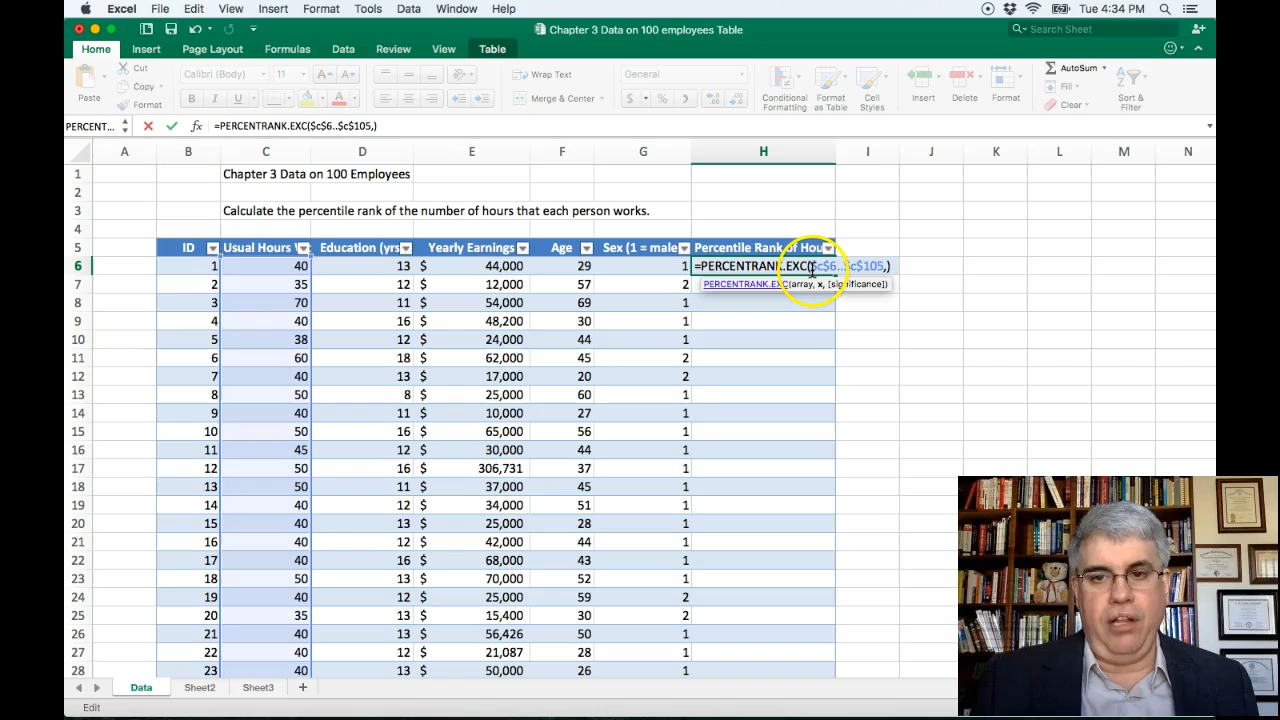 Excel File Edit View Insert Format Tools Data Window Help Tue 4:34 PM
Chapter 3 Data on 100 employees Table Search Sheet
Home Insert Page Layout Formulas Data Review View Table
Cut Calibri (Body) 11 Wrap Text General AutoSum
Paste Copy Format B I U Merge & Center $ % Conditional Formatting Format as Table Cell Styles Insert Delete Format Fill Clear Sort & Filter
PERCENT... fx =PERCENTRANK.EXC($c$6..$c$105,)
A B C D E F G H I J K L M N
1 Chapter 3 Data on 100 Employees
2
3 Calculate the percentile rank of the number of hours that each person works.
4
5 ID Usual Hours Education (yrs Yearly Earnings Age Sex (1 = male Percentile Rank of Hou
6 1 40 13 $ 44,000 29 1 =PERCENTRANK.EXC($c$6..$c$105,)
7 2 35 12 $ 12,000 57 2 PERCENTRANK.EXC(array, x, [significance])
8 3 70 11 $ 54,000 69 1
9 4 40 16 $ 48,200 30 1
10 5 38 12 $ 24,000 44 1
11 6 60 18 $ 62,000 45 2
12 7 40 13 $ 17,000 20 2
13 8 50 8 $ 25,000 60 1
14 9 40 11 $ 10,000 27 1
15 10 50 16 $ 65,000 56 1
16 11 45 12 $ 30,000 44 1
17 12 50 16 $ 306,731 37 1
18 13 50 11 $ 37,000 45 1
19 14 40 12 $ 34,000 51 1
20 15 40 13 $ 25,000 28 1
21 16 40 12 $ 42,000 44 1
22 17 40 16 $ 68,000 43 1
23 18 50 13 $ 70,000 52 1
24 19 40 12 $ 25,000 59 2
25 20 35 13 $ 15,400 30 2
26 21 40 13 $ 56,426 50 1
27 22 40 12 $ 21,087 28 1
28 23 40 13 $ 50,000 26 1
Data Sheet2 Sheet3 +
Edit